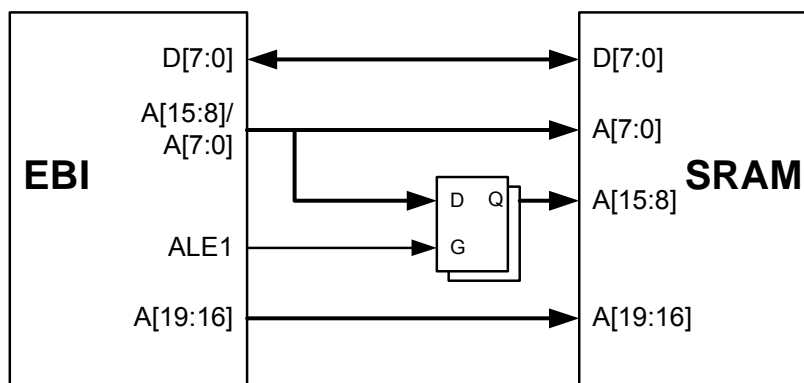 D[7:0]
D[7:0]
A[15:8]/
A[7:0]
A[7:0]
EBI
SRAM
D
Q
A[15:8]
ALE1
G
A[19:16]
A[19:16]